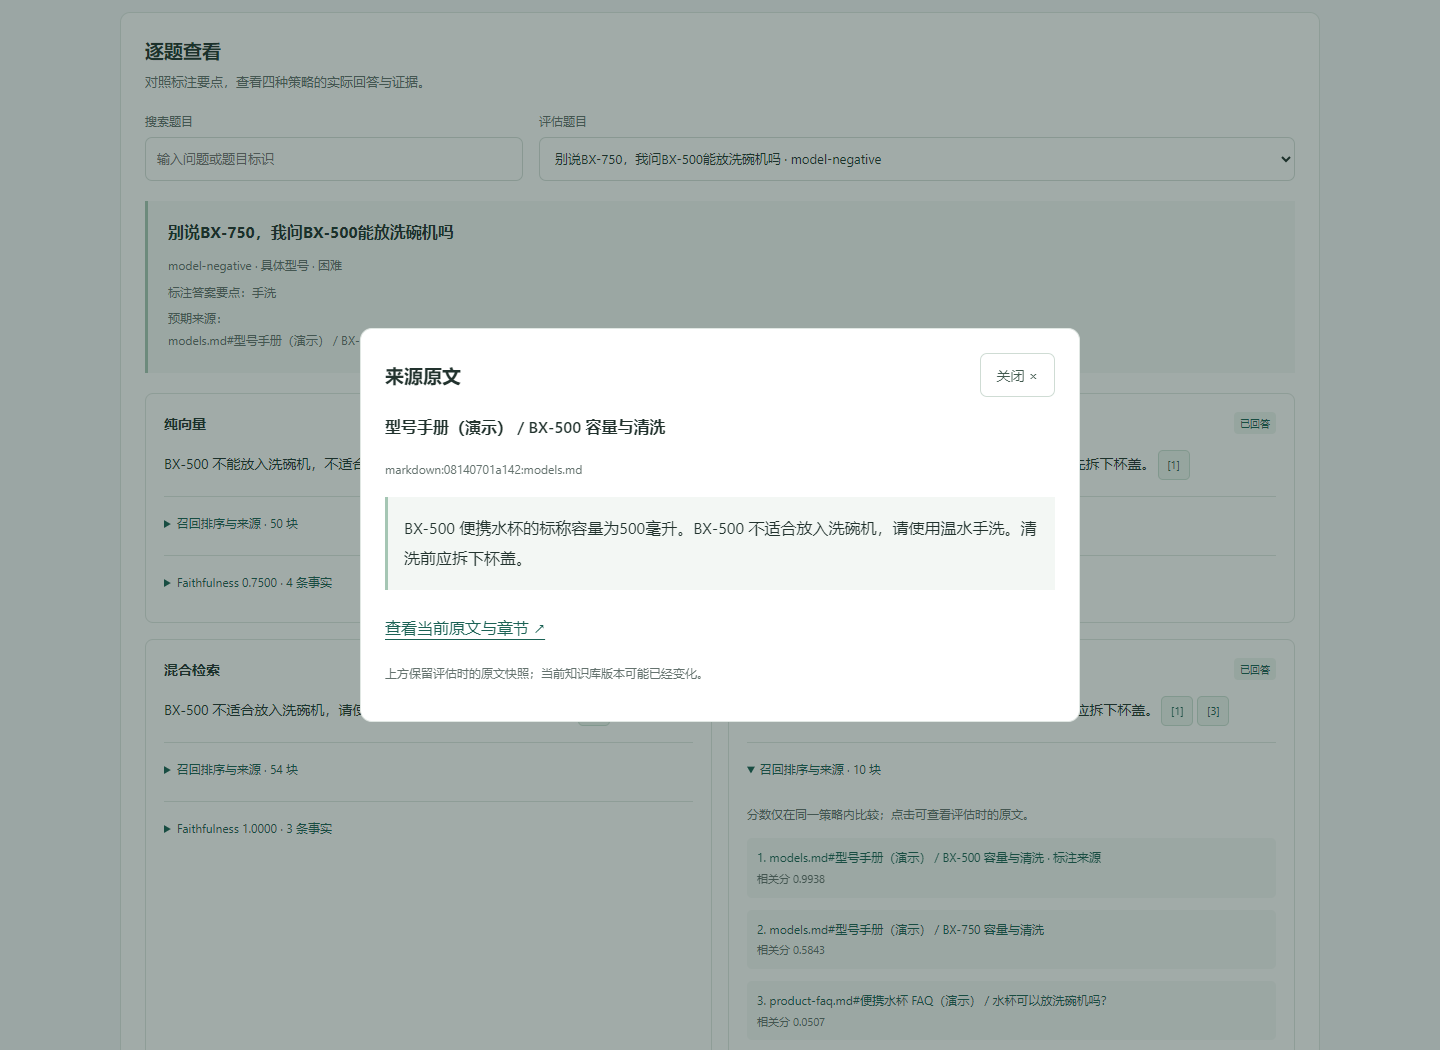 逐题查看
对照标注要点，查看四种策略的实际回答与证据。
搜索题目
评估题目
输入问题或题目标识
别说BX-750，我问BX-500能放洗碗机吗 · model-negative
别说BX-750，我问BX-500能放洗碗机吗
model-negative · 具体型号 · 困难
标注答案要点：手洗
预期来源：
models.md#型号手册（演示） / BX-
来源原文
关闭 ×
型号手册（演示） / BX-500 容量与清洗
markdown:08140701a142:models.md
BX-500 便携水杯的标称容量为500毫升。BX-500 不适合放入洗碗机，请使用温水手洗。清
洗前应拆下杯盖。
查看当前原文与章节 ↗
上方保留评估时的原文快照；当前知识库版本可能已经变化。
纯向量
已回答
BX-500 不能放入洗碗机，不适
拆下杯盖。 [1]
召回排序与来源 · 50 块
Faithfulness 0.7500 · 4 条事实
混合检索
已回答
BX-500 不适合放入洗碗机，请
应拆下杯盖。 [1] [3]
召回排序与来源 · 54 块
Faithfulness 1.0000 · 3 条事实
召回排序与来源 · 10 块
分数仅在同一策略内比较；点击可查看评估时的原文。
1. models.md#型号手册（演示） / BX-500 容量与清洗 · 标注来源
相关分 0.9938
2. models.md#型号手册（演示） / BX-750 容量与清洗
相关分 0.5843
3. product-faq.md#便携水杯 FAQ（演示） / 水杯可以放洗碗机吗？
相关分 0.0507